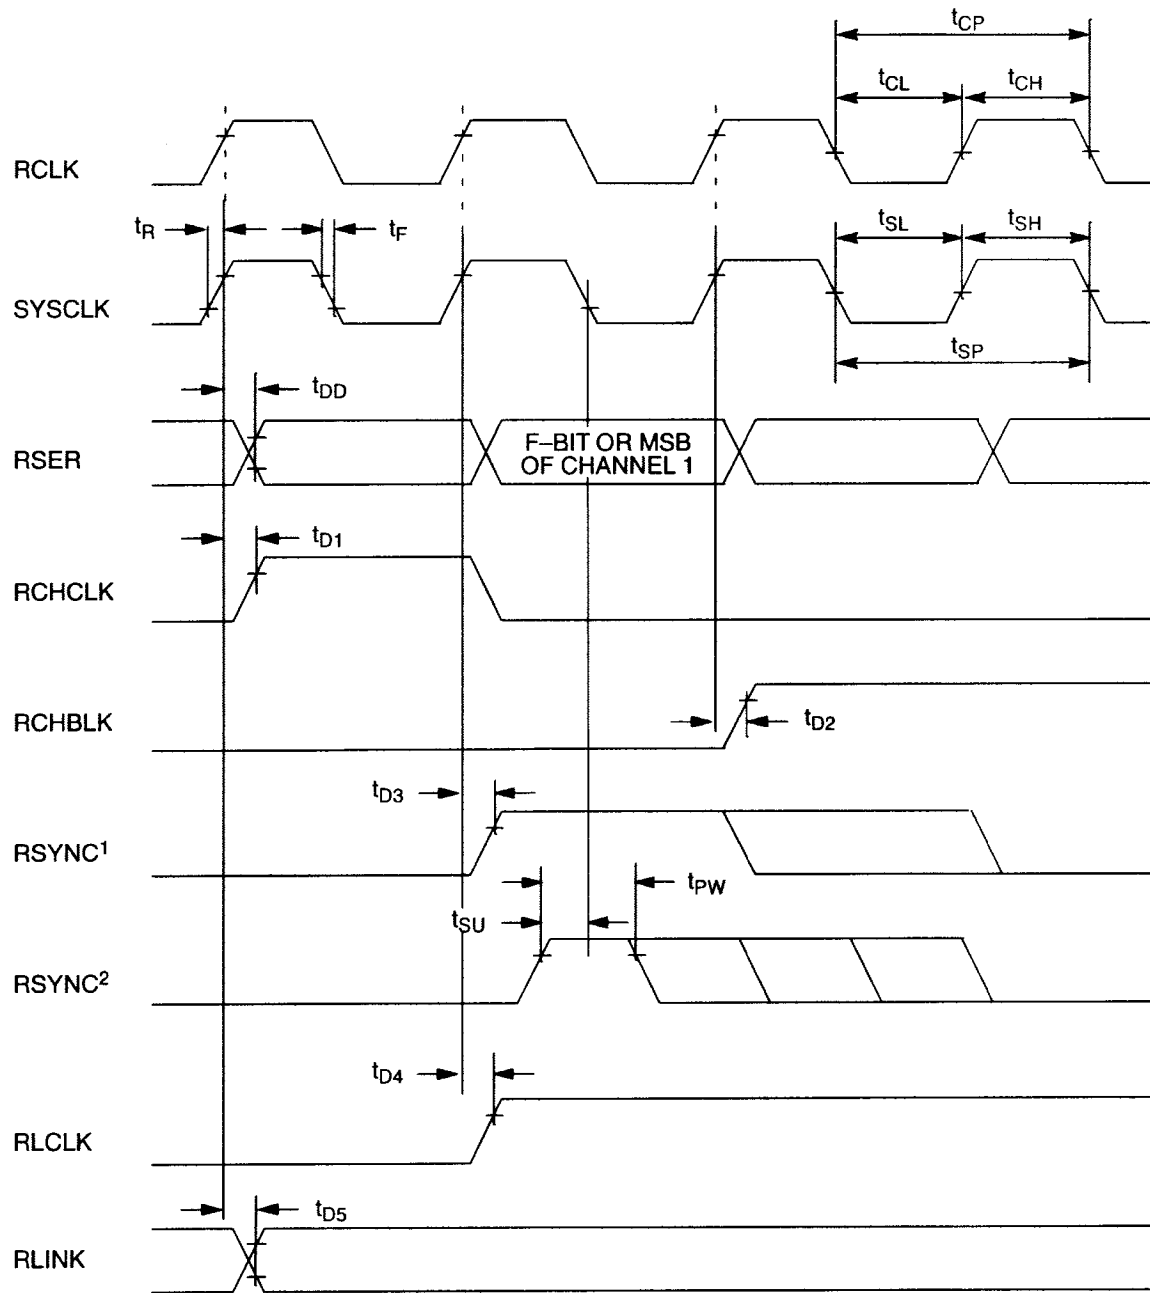 tCP
tCL tCH
RCLK
tR tF tSL tSH
SYSCLK
tSP
tDD
RSER F–BIT OR MSB
OF CHANNEL 1
tD1
RCHCLK
RCHBLK tD2
tD3
RSYNC1
tPW
tSU
RSYNC2
tD4
RLCLK
tD5
RLINK